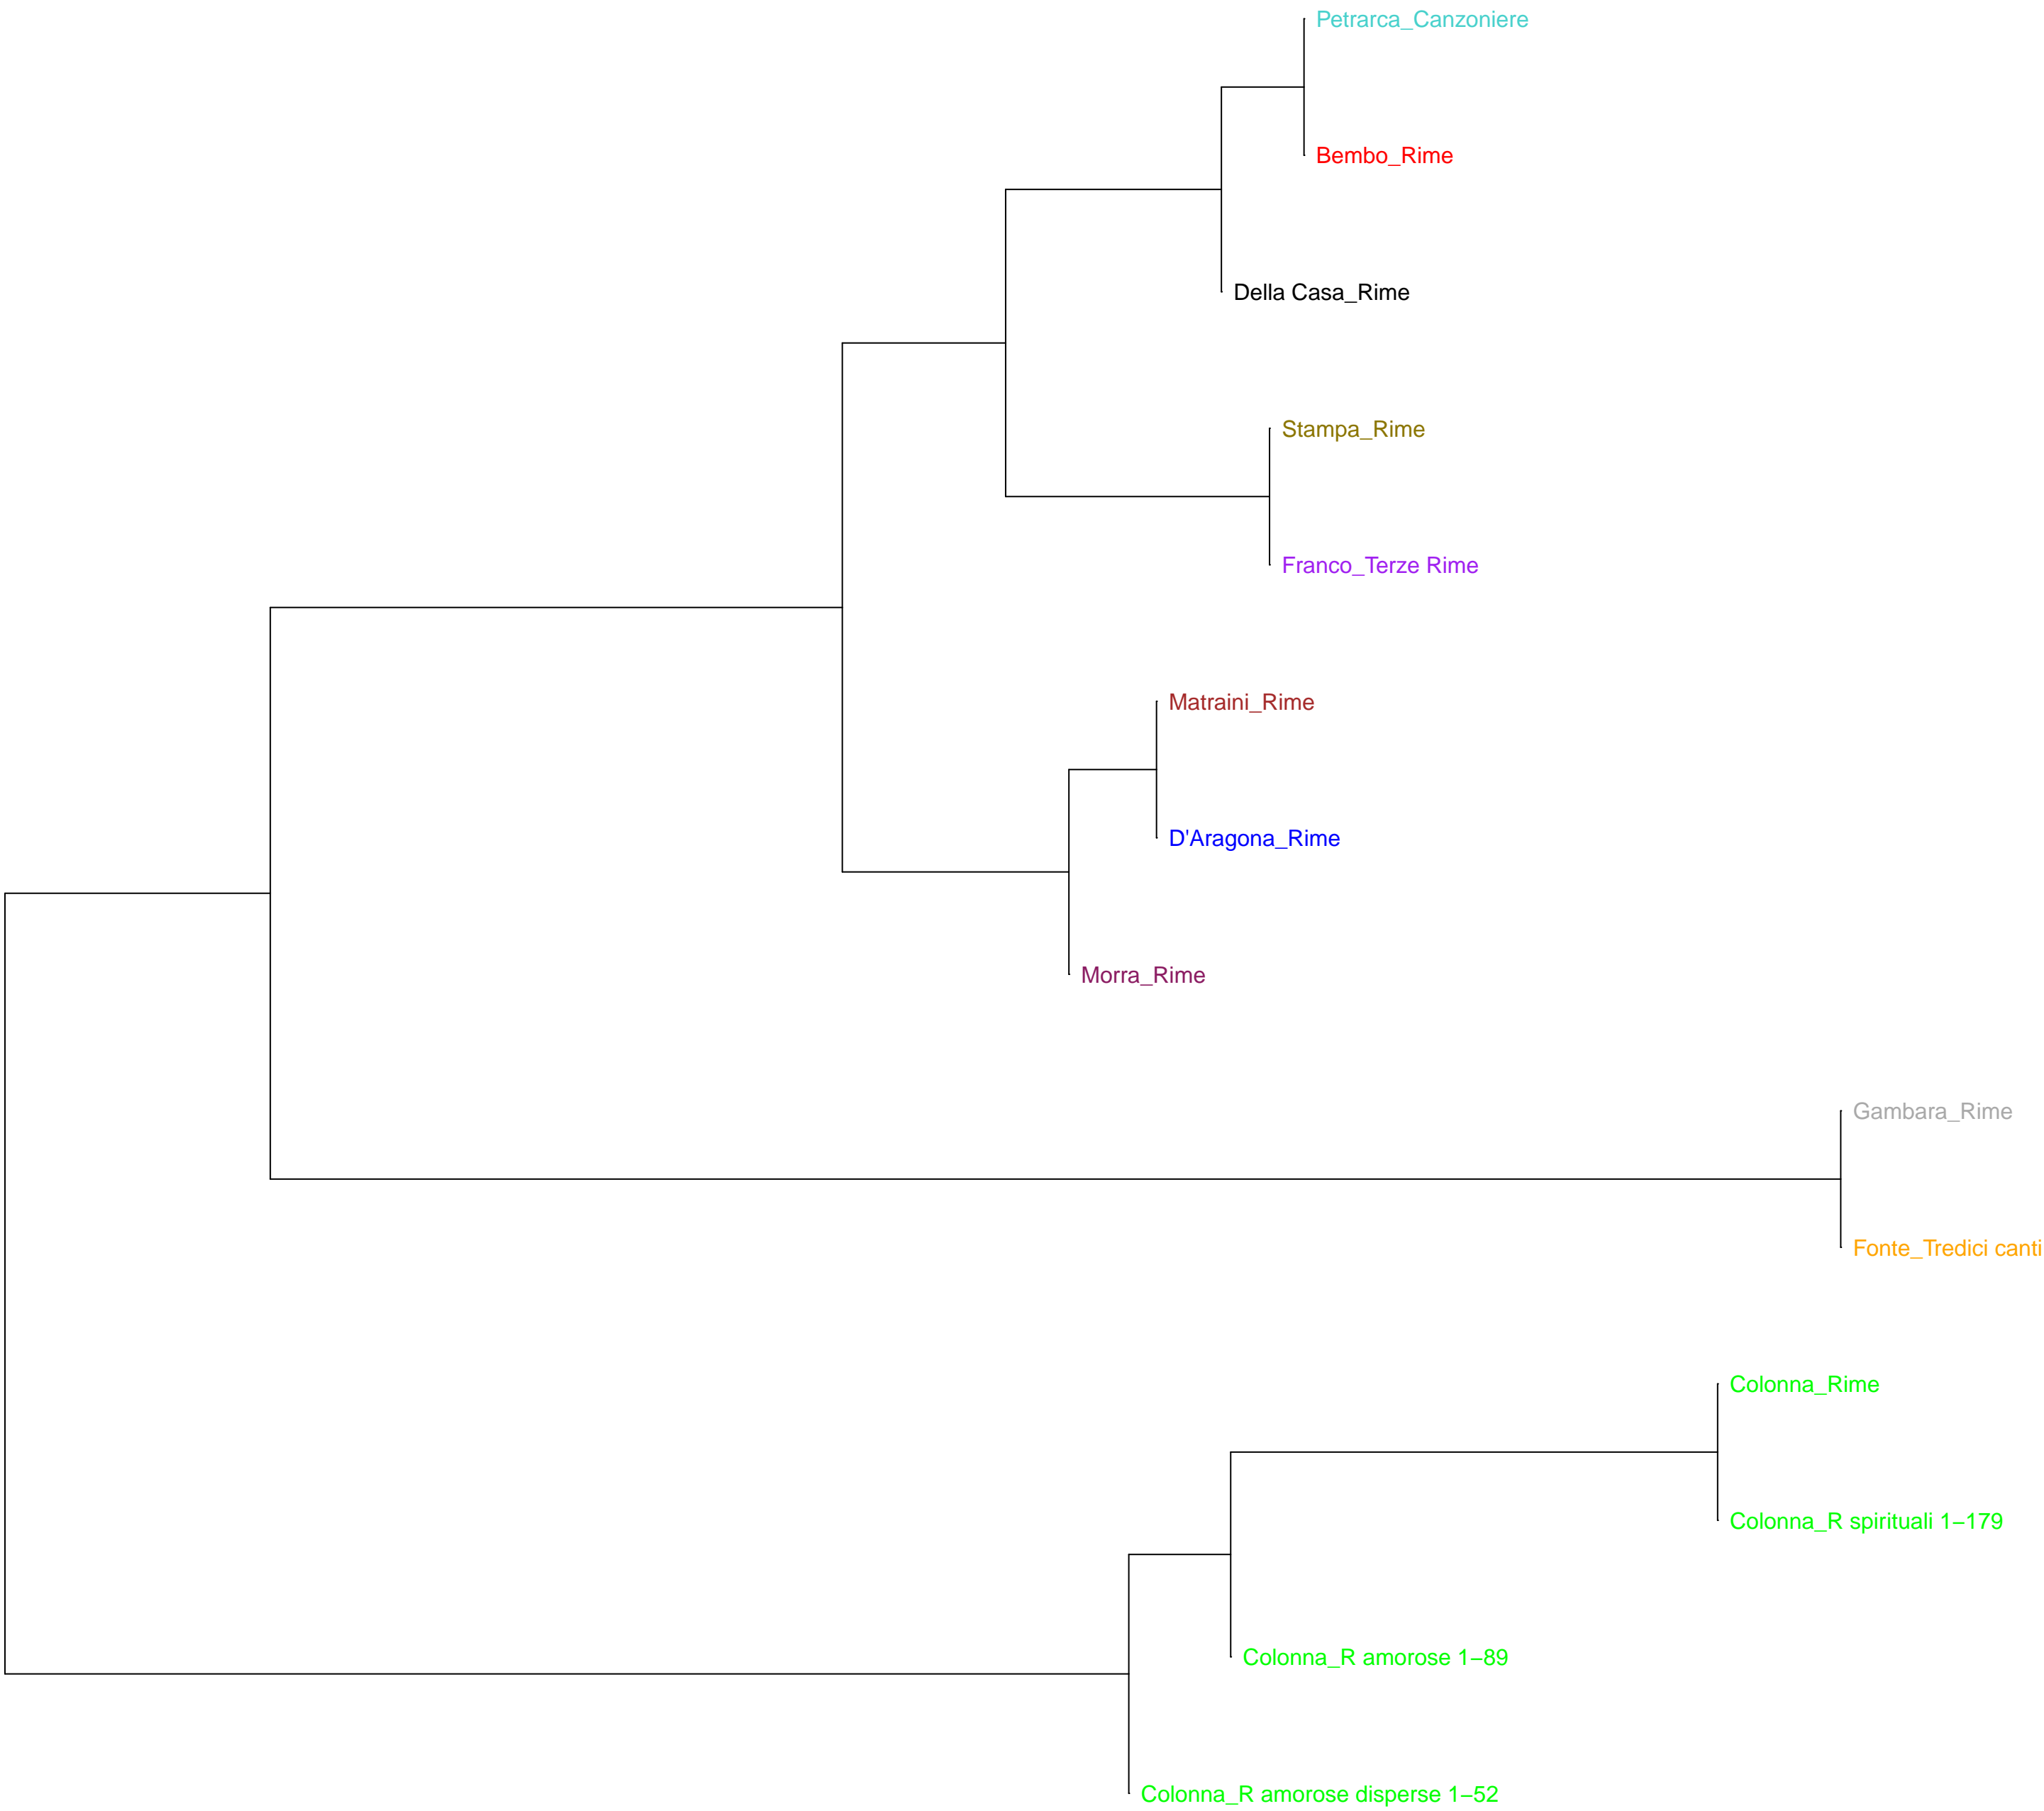 Petrarca_Canzoniere
Bembo_Rime
Della Casa_Rime
Stampa_Rime
Franco_Terze Rime
Matraini_Rime
D'Aragona_Rime
Morra_Rime
Gambara_Rime
Fonte_Tredici canti
Colonna_Rime
Colonna_R spirituali 1−179
Colonna_R amorose 1−89
Colonna_R amorose disperse 1−52